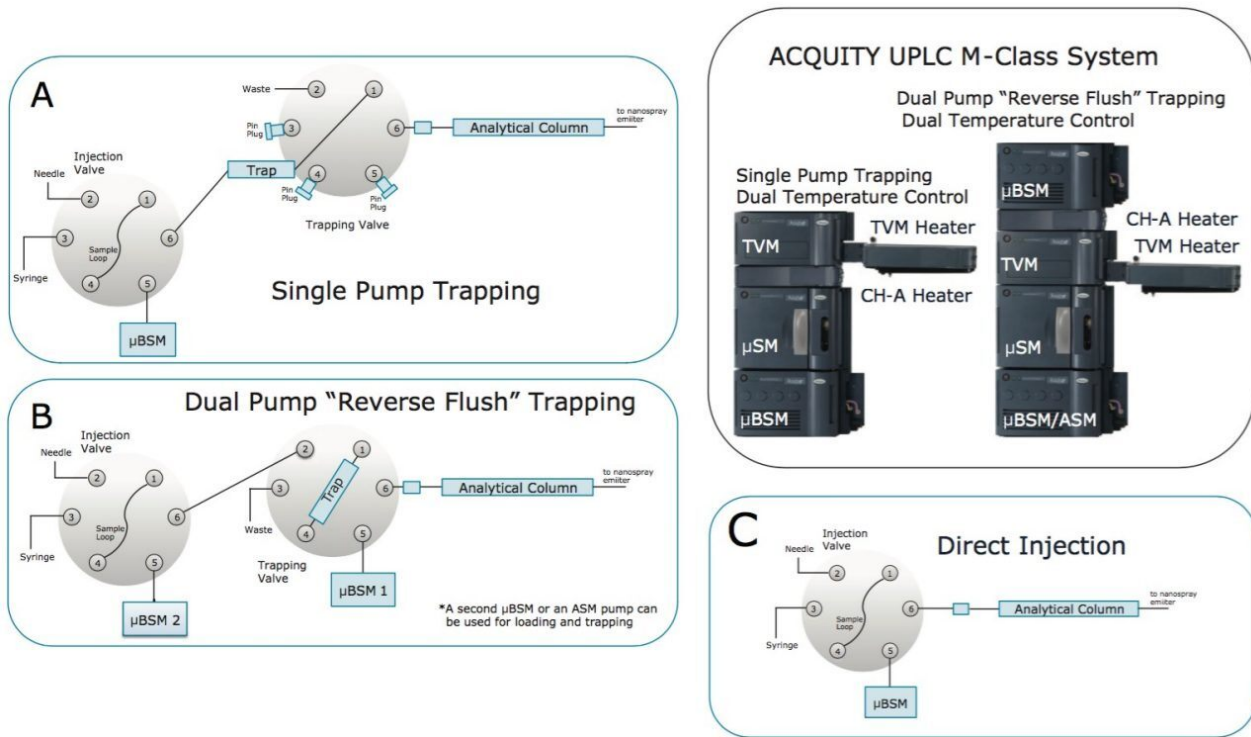 A
Waste
2
1
Pin
Plug
3
6
Analytical Column
to nanospray
emiiter
Injection
Valve
Trap
4
5
Needle
Pin
Plug
Pin
Plug
2
1
Trapping Valve
3
Sample
Loop
6
Syringe
4
5
Single Pump Trapping
µBSM
B
Dual Pump “Reverse Flush” Trapping
Injection
Valve
Needle
2
1
2
1
to nanospray
emiiter
3
Sample
Loop
6
3
Trap
6
Analytical Column
Syringe
4
5
Waste
4
5
Trapping
Valve
µBSM 2
µBSM 1
*A second µBSM or an ASM pump can
be used for loading and trapping
ACQUITY UPLC M-Class System
Dual Pump “Reverse Flush” Trapping
Dual Temperature Control
Single Pump Trapping
Dual Temperature Control
µBSM
TVM Heater
CH-A Heater
TVM
TVM
TVM Heater
CH-A Heater
µSM
µSM
µBSM
µBSM/ASM
C
Direct Injection
Injection
Valve
Needle
2
1
to nanospray
emiiter
3
Sample
Loop
6
Analytical Column
Syringe
4
5
µBSM